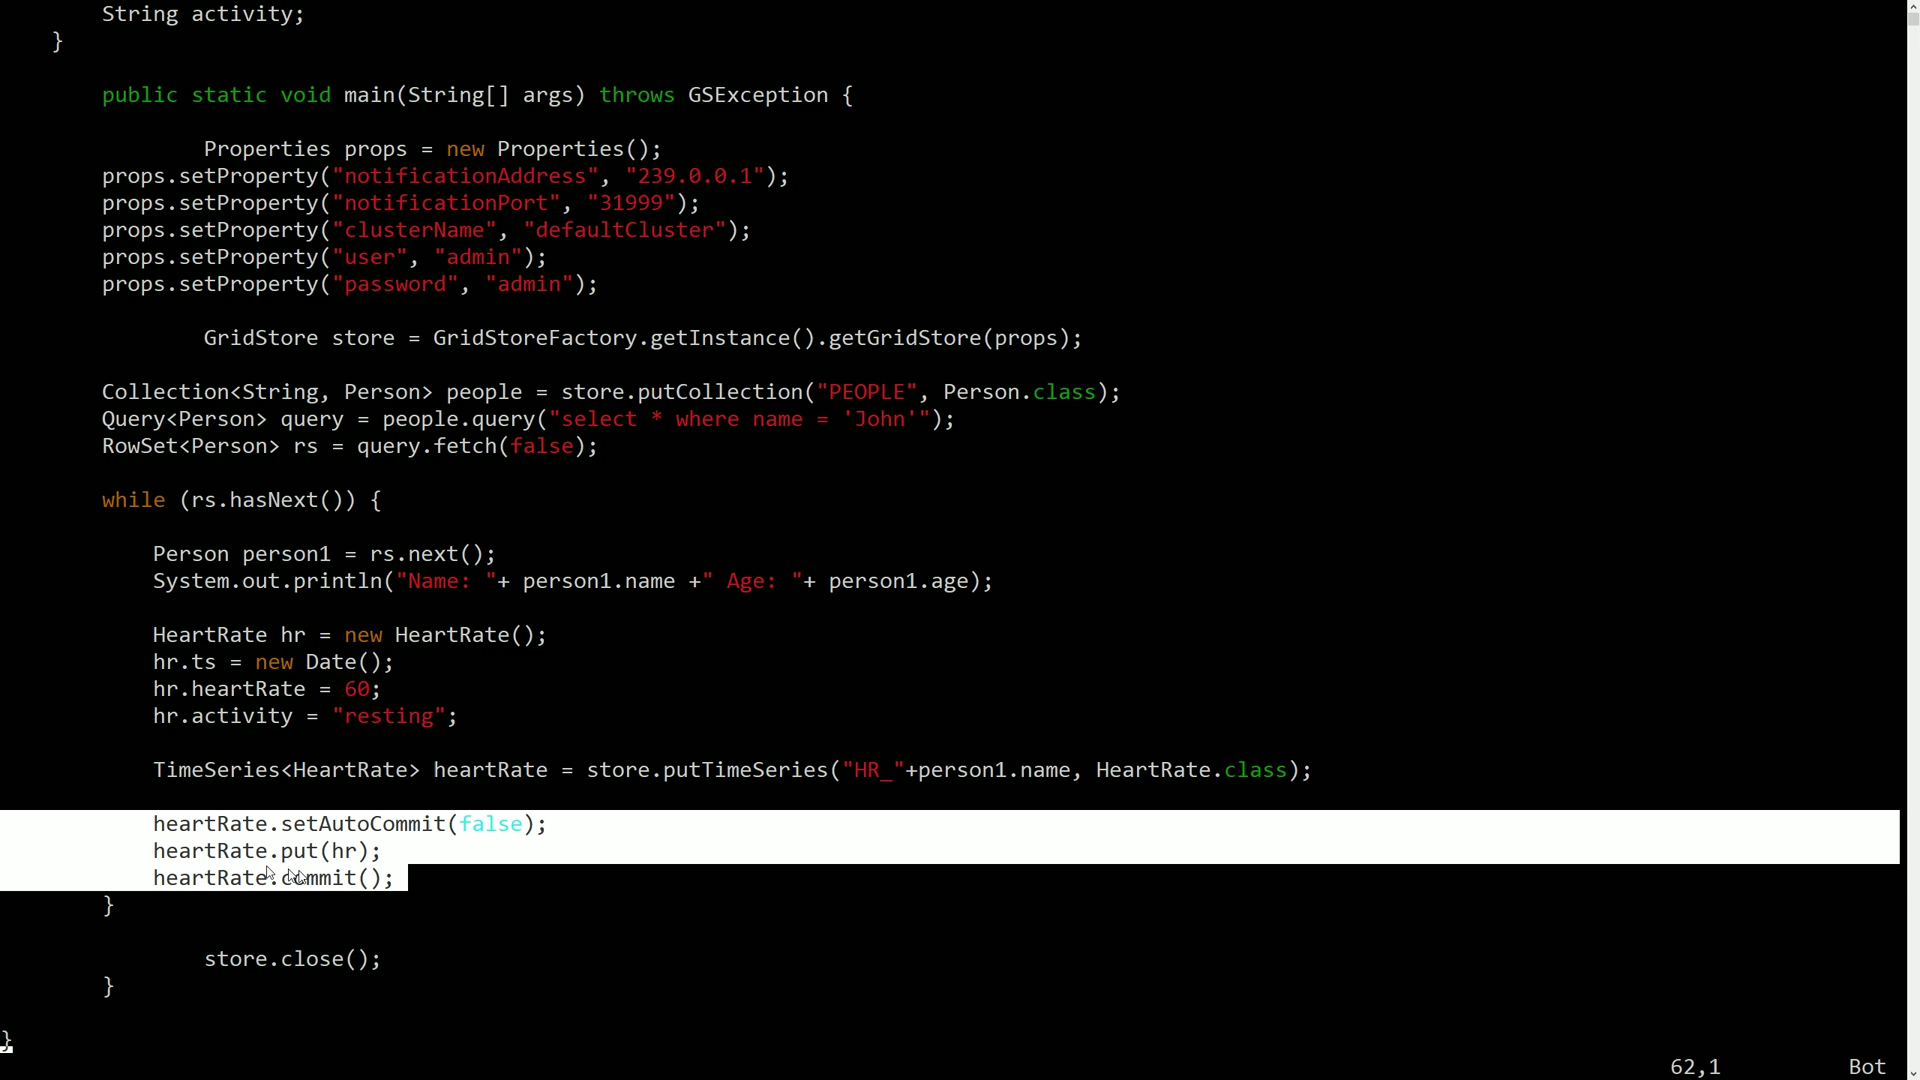 String activity;
}
public static void main(String[] args) throws GSException {
Properties props = new Properties();
props.setProperty("notificationAddress", "239.0.0.1");
props.setProperty("notificationPort", "31999");
props.setProperty("clusterName", "defaultCluster");
props.setProperty("user", "admin");
props.setProperty("password", "admin");
GridStore store = GridStoreFactory.getInstance().getGridStore(props);
Collection<String, Person> people = store.putCollection("PEOPLE", Person.class);
Query<Person> query = people.query("select * where name = 'John'");
RowSet<Person> rs = query.fetch(false);
while (rs.hasNext()) {
Person person1 = rs.next();
System.out.println("Name: "+ person1.name +" Age: "+ person1.age);
HeartRate hr = new HeartRate();
hr.ts = new Date();
hr.heartRate = 60;
hr.activity = "resting";
TimeSeries<HeartRate> heartRate = store.putTimeSeries("HR_"+person1.name, HeartRate.class);
heartRate.setAutoCommit(false);
heartRate.put(hr);
heartRate.commit();
}
store.close();
}
}
62,1 Bot